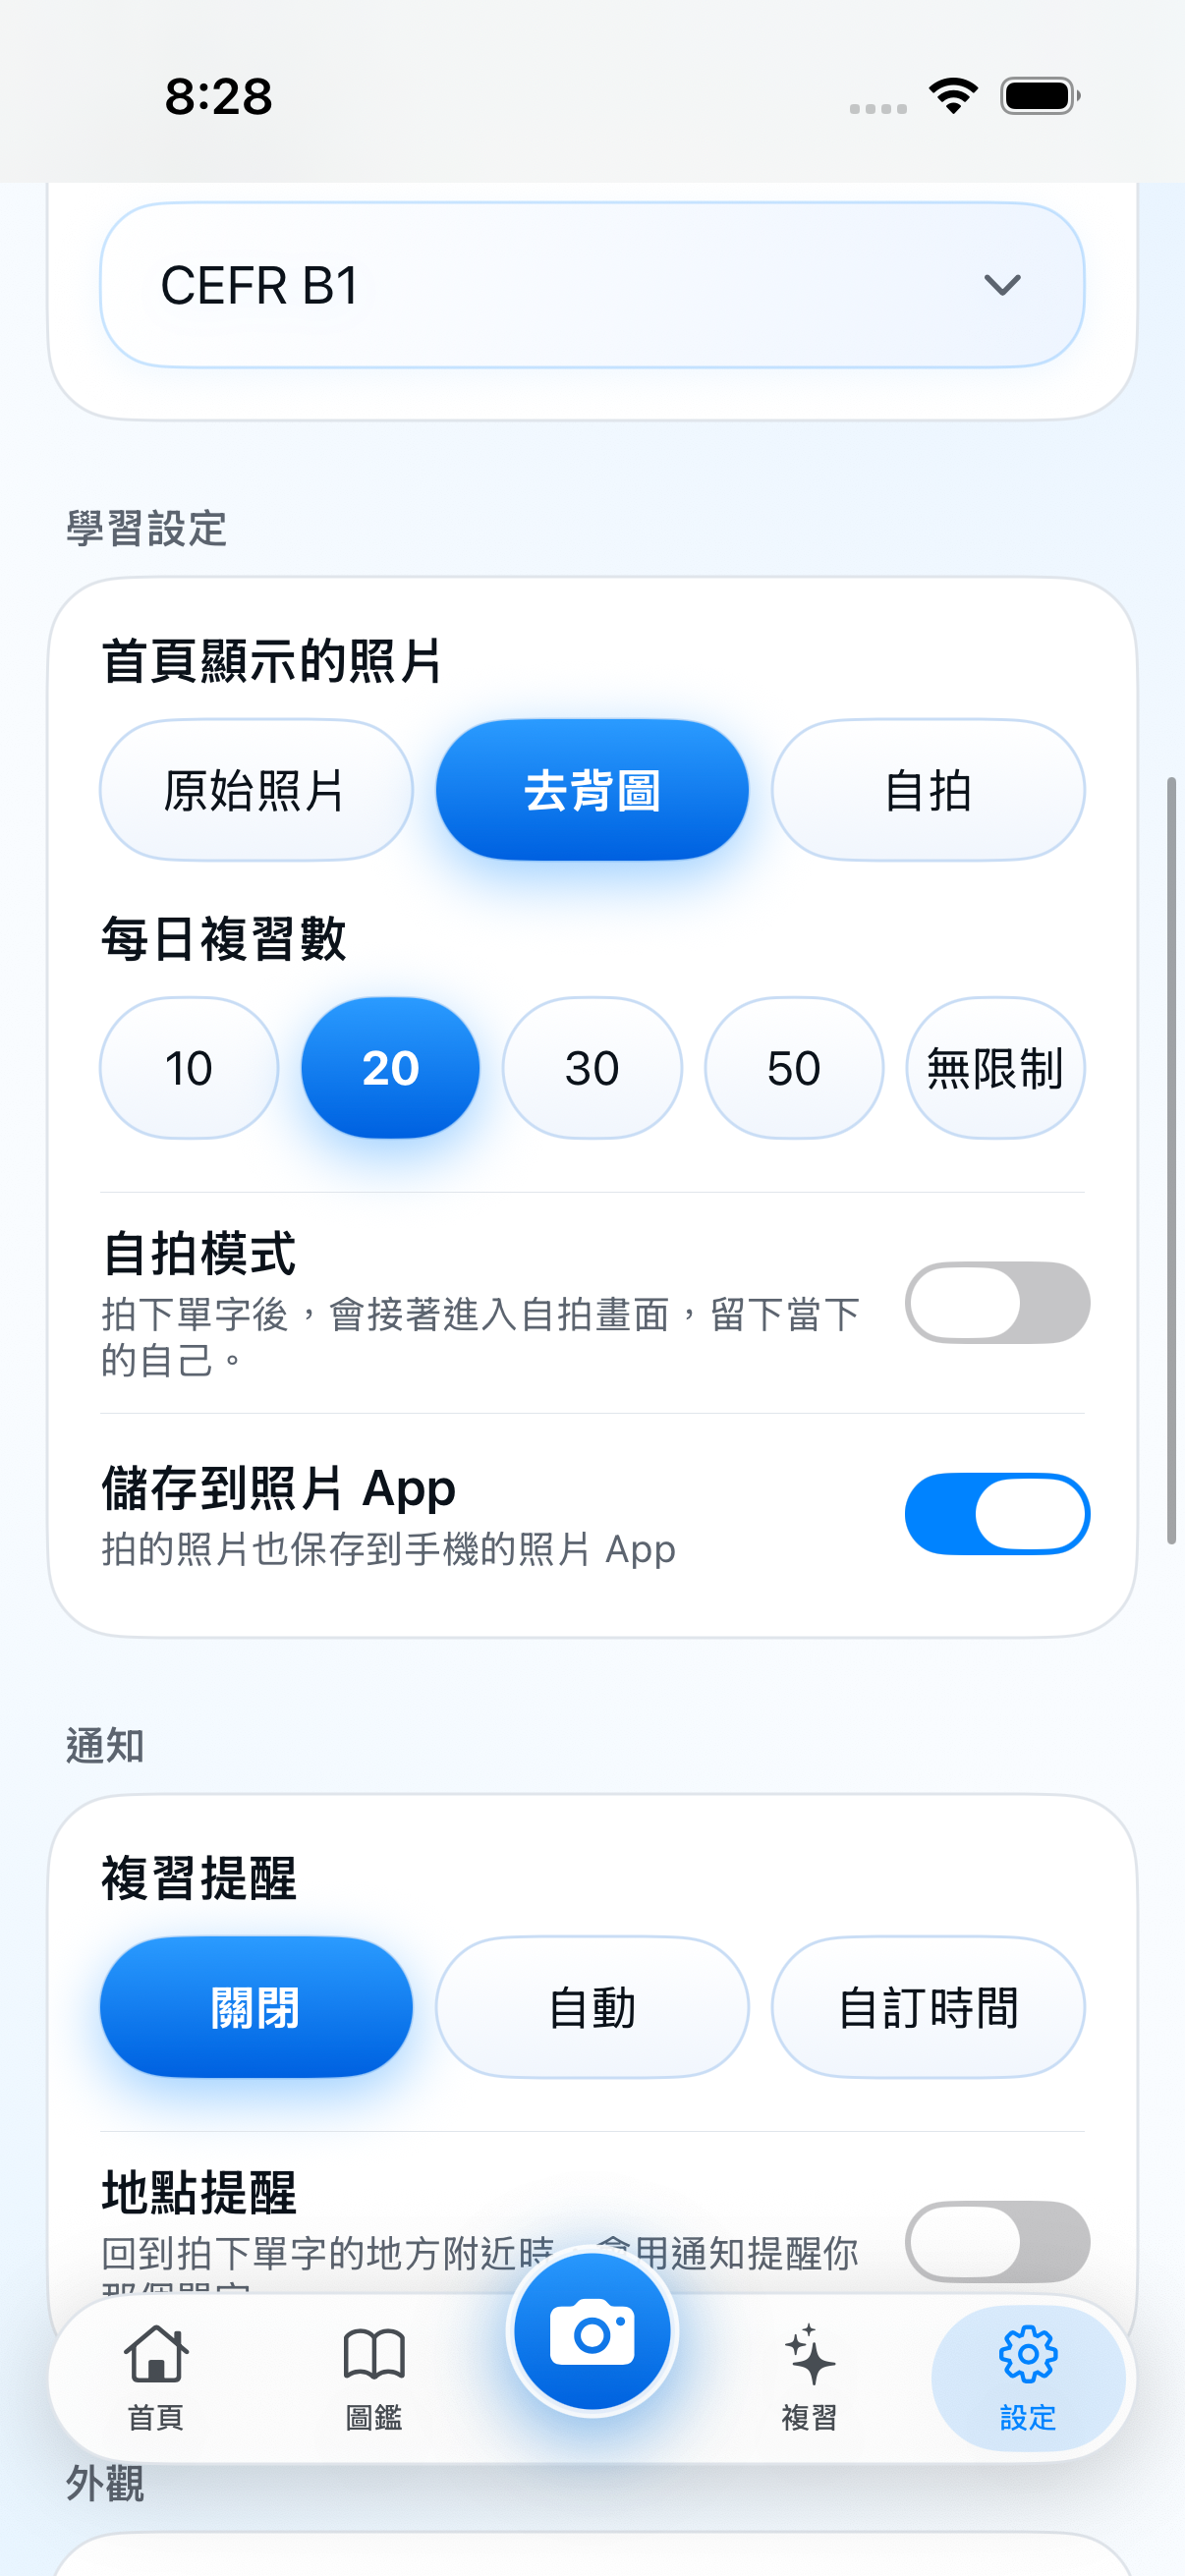 8:28
CEFR B1
學習設定
首頁顯示的照片
原始照片
去背圖
自拍
每日複習數
10
20
30
50
無限制
自拍模式
拍下單字後，會接著進入自拍畫面，留下當下
的自己。
儲存到照片 App
拍的照片也保存到手機的照片 App
通知
複習提醒
關閉
自動
自訂時間
地點提醒
回到拍下單字的地方附近時，會用通知提醒你
那個單字
首頁
圖鑑
複習
設定
外觀